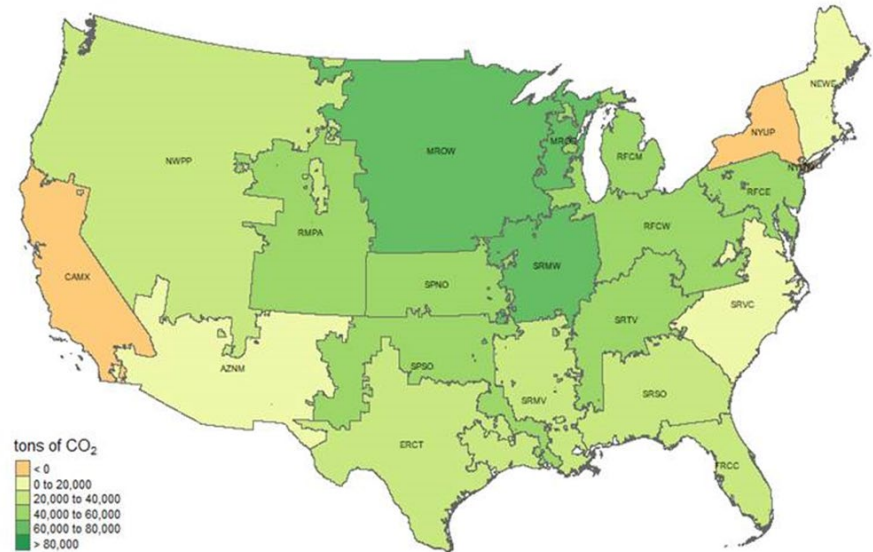 NEWE
NYUP
MROW
RFCM
NWPP
RFCE
RMPA
RFCW
CAMX
SRMW
SPNO
SRVC
SRTV
AZNM
SPSO
SRMV
SRSO
ERCT
FRCC
tons of CO₂
< 0
0 to 20,000
20,000 to 40,000
40,000 to 60,000
60,000 to 80,000
> 80,000